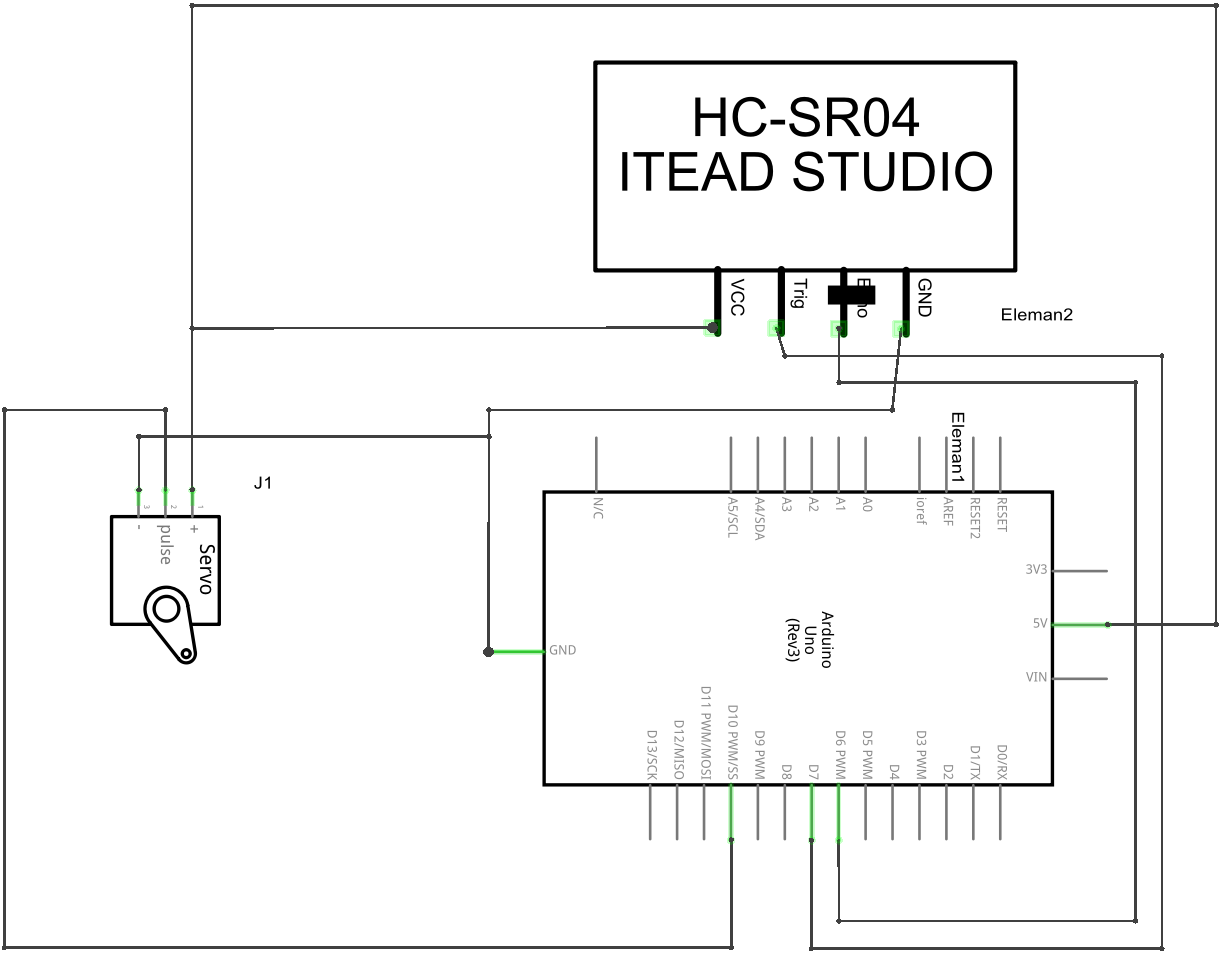 HC-SR04
ITEAD STUDIO
VCC
Trig
GND
Eleman2
Eleman1
J1
3
2
1
-
pulse
+
Servo
N/C
A5/SCL
A4/SDA
A3
A2
A1
A0
ioref
AREF
RESET2
RESET
3V3
5V
VIN
GND
Arduino
Uno
(Rev3)
D13/SCK
D12/MISO
D11 PWM/MOSI
D10 PWM/SS
D9 PWM
D8
D7
D6 PWM
D5 PWM
D4
D3 PWM
D2
D1/TX
D0/RX